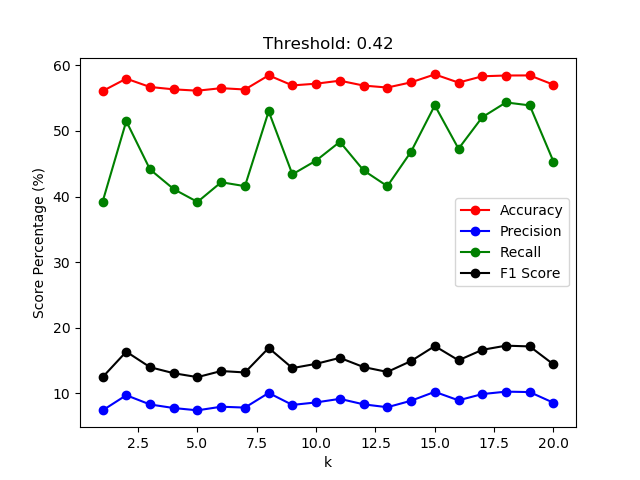 Threshold: 0.42
Score Percentage (%)
60
50
40
30
20
10
Accuracy
Precision
Recall
F1 Score
2.5 5.0 7.5 10.0 12.5 15.0 17.5 20.0
k